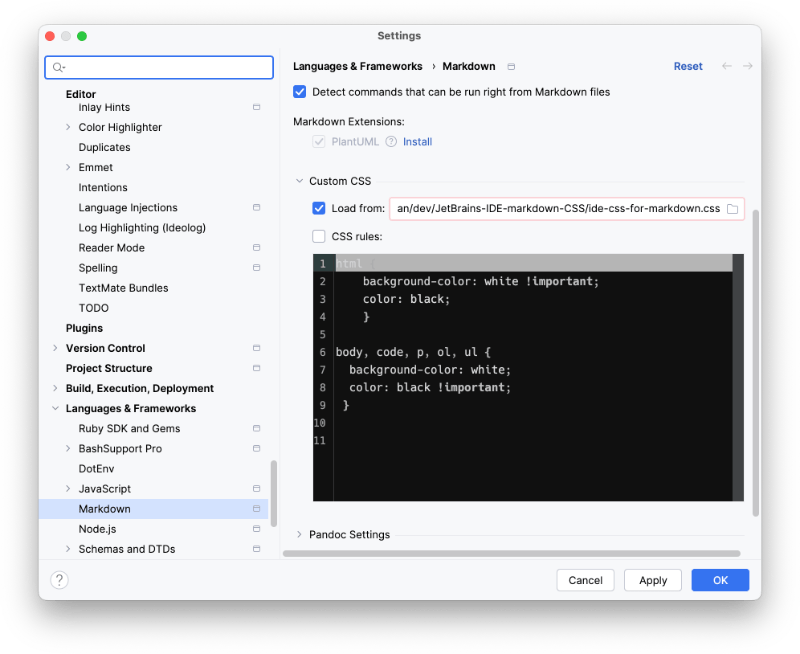 Settings
Editor
Inlay Hints
Color Highlighter
Duplicates
Emmet
Intentions
Language Injections
Log Highlighting (Ideolog)
Reader Mode
Spelling
TextMate Bundles
TODO
Plugins
Version Control
Project Structure
Build, Execution, Deployment
Languages & Frameworks
Ruby SDK and Gems
BashSupport Pro
DotEnv
JavaScript
Markdown
Node.js
Schemas and DTDs
Languages & Frameworks › Markdown
Reset
Detect commands that can be run right from Markdown files
Markdown Extensions:
PlantUML ? Install
Custom CSS
Load from: an/dev/JetBrains-IDE-markdown-CSS/ide-css-for-markdown.css
CSS rules:
1 html {
2 background-color: white !important;
3 color: black;
4 }
5
6 body, code, p, ol, ul {
7 background-color: white;
8 color: black !important;
9 }
10
11
Pandoc Settings
?
Cancel
Apply
OK